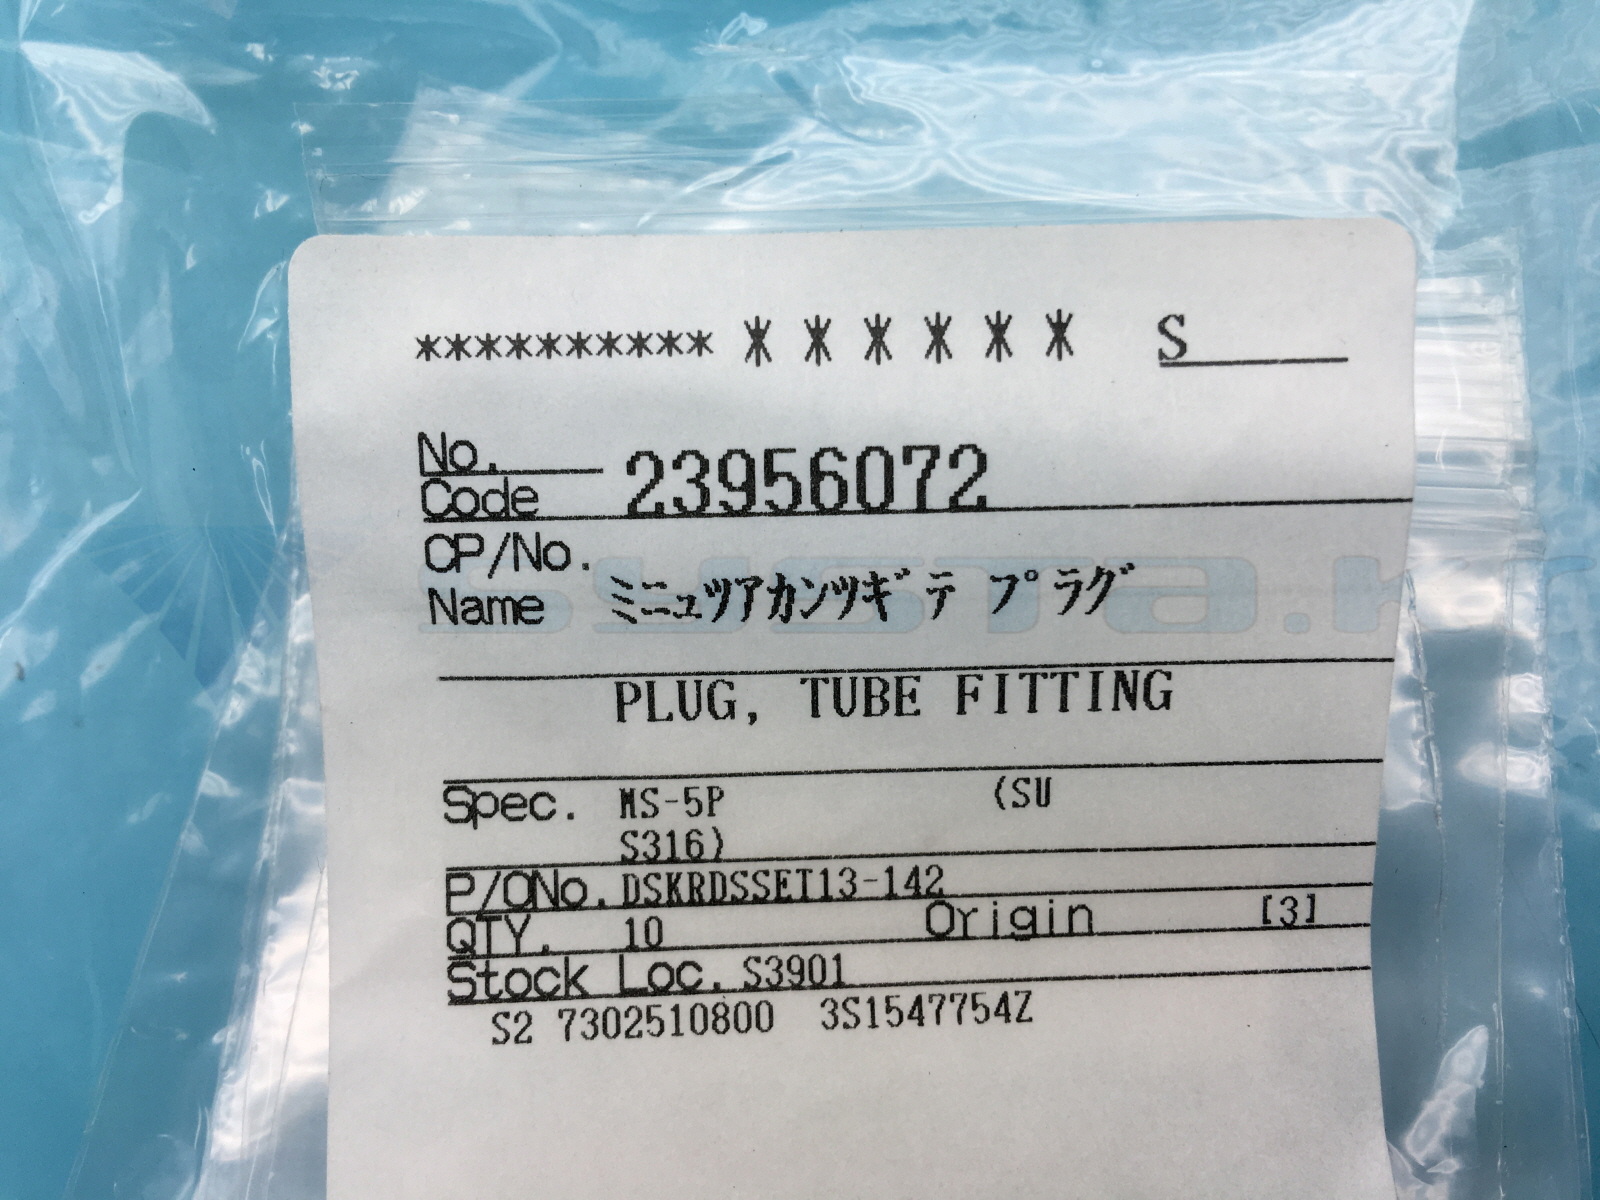 ********** ****** S
No.
Code 23956072
CP/No.
Name ミニュツアカンツギテ プラグ
PLUG, TUBE FITTING
Spec. MS-5P (SU
S316)
P/ONo. DSKRDSSET13-142
QTY. 10 Origin [3]
Stock Loc. S3901
S2 7302510800 3S1547754Z